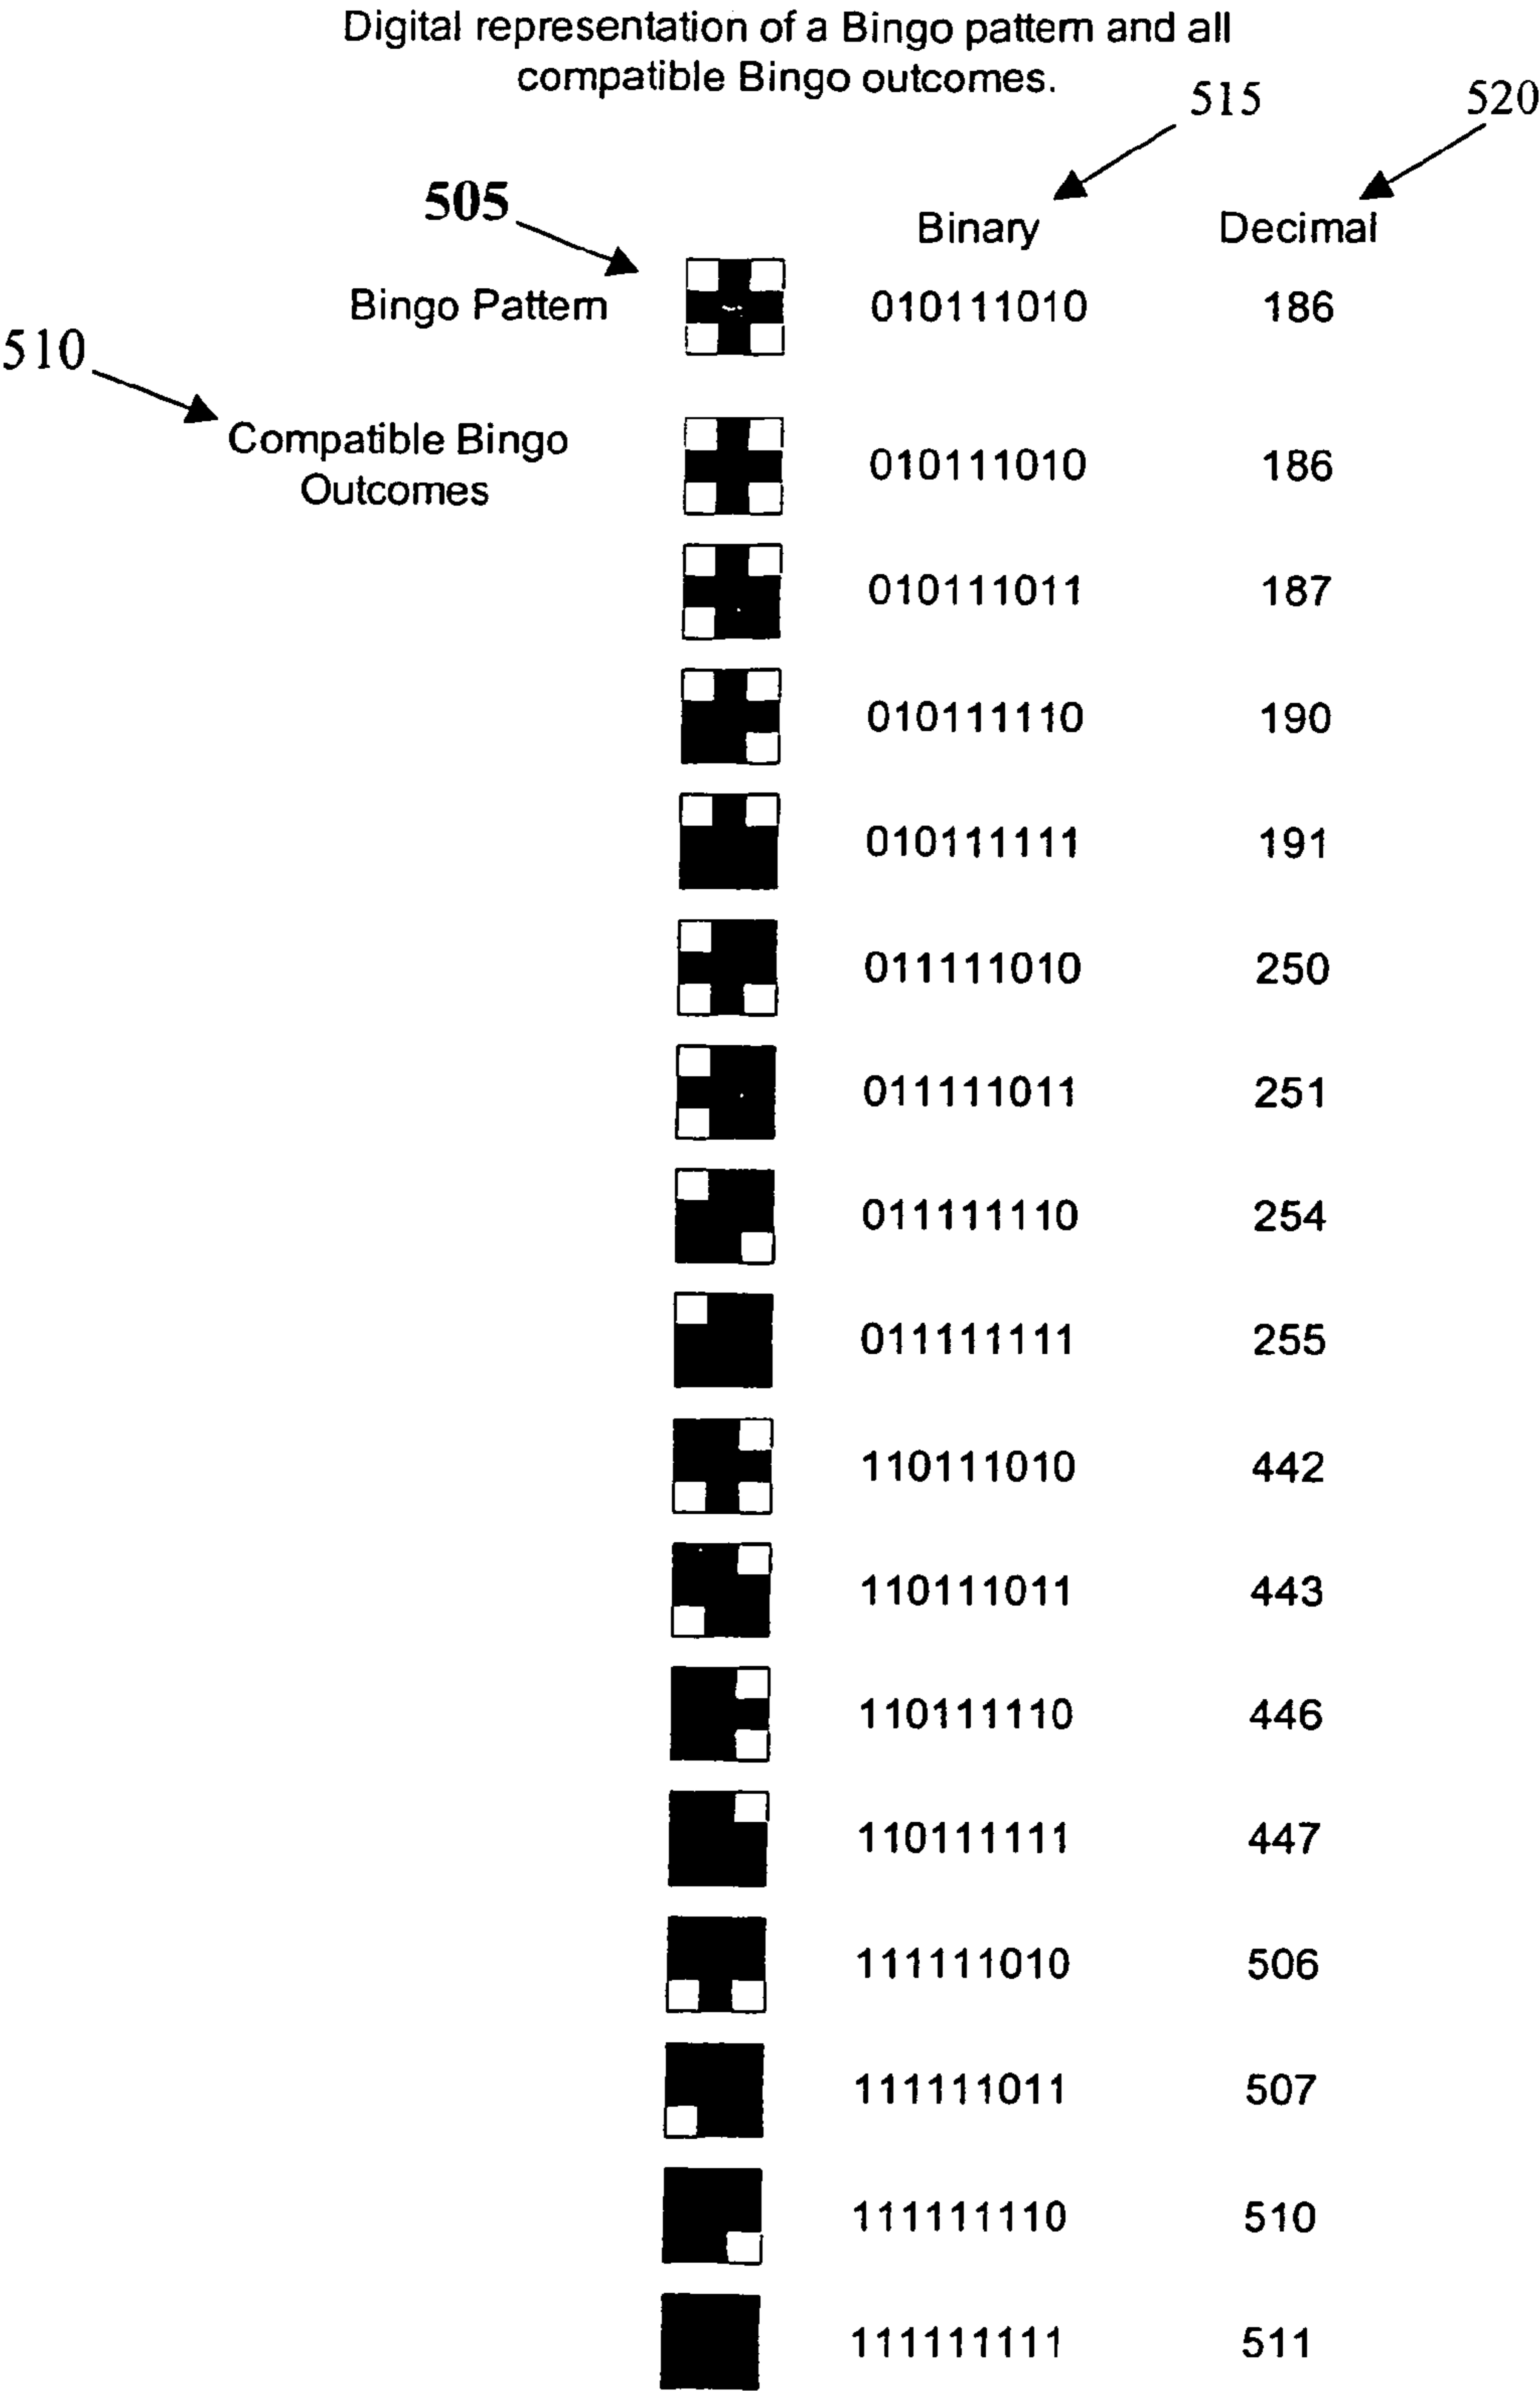 Digital representation of a Bingo pattern and all
compatible Bingo outcomes.
515 520
505 Binary Decimal
Bingo Pattern 010111010 186
510
Compatible Bingo
Outcomes 010111010 186
010111011 187
010111110 190
010111111 191
011111010 250
011111011 251
011111110 254
011111111 255
110111010 442
110111011 443
110111110 446
110111111 447
111111010 506
111111011 507
111111110 510
111111111 511